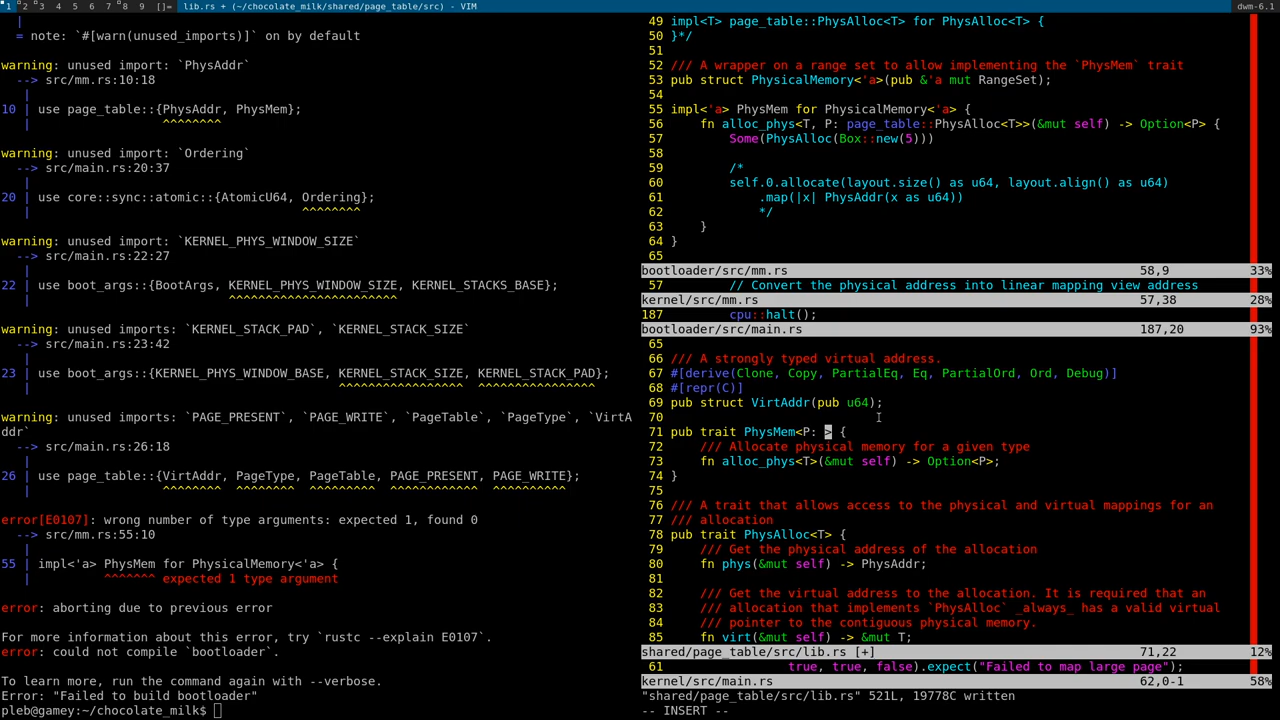 1 2 3 4 5 6 7 8 9 []= lib.rs + (~/chocolate_milk/shared/page_table/src) - VIM dwm-6.1
|
= note: `#[warn(unused_imports)]` on by default
warning: unused import: `PhysAddr`
--> src/mm.rs:10:18
|
10 | use page_table::{PhysAddr, PhysMem};
| ^^^^^^^^
warning: unused import: `Ordering`
--> src/main.rs:20:37
|
20 | use core::sync::atomic::{AtomicU64, Ordering};
| ^^^^^^^^
warning: unused import: `KERNEL_PHYS_WINDOW_SIZE`
--> src/main.rs:22:27
|
22 | use boot_args::{BootArgs, KERNEL_PHYS_WINDOW_SIZE, KERNEL_STACKS_BASE};
| ^^^^^^^^^^^^^^^^^^^^^^^
warning: unused imports: `KERNEL_STACK_PAD`, `KERNEL_STACK_SIZE`
--> src/main.rs:23:42
|
23 | use boot_args::{KERNEL_PHYS_WINDOW_BASE, KERNEL_STACK_SIZE, KERNEL_STACK_PAD};
| ^^^^^^^^^^^^^^^^^ ^^^^^^^^^^^^^^^^
warning: unused imports: `PAGE_PRESENT`, `PAGE_WRITE`, `PageTable`, `PageType`, `VirtA
ddr`
--> src/main.rs:26:18
|
26 | use page_table::{VirtAddr, PageType, PageTable, PAGE_PRESENT, PAGE_WRITE};
| ^^^^^^^^ ^^^^^^^^ ^^^^^^^^^ ^^^^^^^^^^^^ ^^^^^^^^^^
error[E0107]: wrong number of type arguments: expected 1, found 0
--> src/mm.rs:55:10
|
55 | impl<'a> PhysMem for PhysicalMemory<'a> {
| ^^^^^^^ expected 1 type argument
error: aborting due to previous error
For more information about this error, try `rustc --explain E0107`.
error: could not compile `bootloader`.
To learn more, run the command again with --verbose.
Error: "Failed to build bootloader"
pleb@gamey:~/chocolate_milk$
49 impl<T> page_table::PhysAlloc<T> for PhysAlloc<T> {
50 }*/
51
52 /// A wrapper on a range set to allow implementing the `PhysMem` trait
53 pub struct PhysicalMemory<'a>(pub &'a mut RangeSet);
54
55 impl<'a> PhysMem for PhysicalMemory<'a> {
56 fn alloc_phys<T, P: page_table::PhysAlloc<T>>(&mut self) -> Option<P> {
57 Some(PhysAlloc(Box::new(5)))
58
59 /*
60 self.0.allocate(layout.size() as u64, layout.align() as u64)
61 .map(|x| PhysAddr(x as u64))
62 */
63 }
64 }
65
bootloader/src/mm.rs 58,9 33%
57 // Convert the physical address into linear mapping view address
kernel/src/mm.rs 57,38 28%
187 cpu::halt();
bootloader/src/main.rs 187,20 93%
65
66 /// A strongly typed virtual address.
67 #[derive(Clone, Copy, PartialEq, Eq, PartialOrd, Ord, Debug)]
68 #[repr(C)]
69 pub struct VirtAddr(pub u64);
70
71 pub trait PhysMem<P: > {
72 /// Allocate physical memory for a given type
73 fn alloc_phys<T>(&mut self) -> Option<P>;
74 }
75
76 /// A trait that allows access to the physical and virtual mappings for an
77 /// allocation
78 pub trait PhysAlloc<T> {
79 /// Get the physical address of the allocation
80 fn phys(&mut self) -> PhysAddr;
81
82 /// Get the virtual address to the allocation. It is required that an
83 /// allocation that implements `PhysAlloc` _always_ has a valid virtual
84 /// pointer to the contiguous physical memory.
85 fn virt(&mut self) -> &mut T;
shared/page_table/src/lib.rs [+] 71,22 12%
61 true, true, false).expect("Failed to map large page");
kernel/src/main.rs 62,0-1 58%
"shared/page_table/src/lib.rs" 521L, 19778C written
-- INSERT --